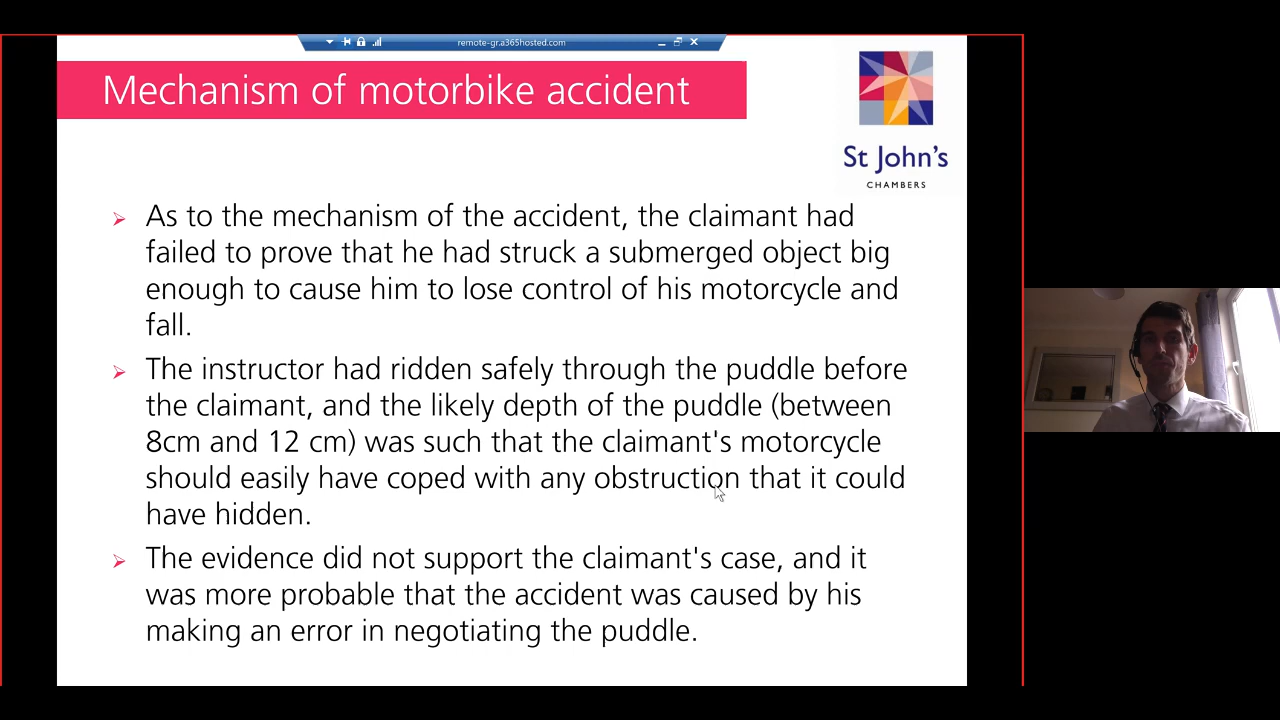 remote-gr.a365hosted.com
Mechanism of motorbike accident
St John's
CHAMBERS
As to the mechanism of the accident, the claimant had
failed to prove that he had struck a submerged object big
enough to cause him to lose control of his motorcycle and
fall.
The instructor had ridden safely through the puddle before
the claimant, and the likely depth of the puddle (between
8cm and 12 cm) was such that the claimant's motorcycle
should easily have coped with any obstruction that it could
have hidden.
The evidence did not support the claimant's case, and it
was more probable that the accident was caused by his
making an error in negotiating the puddle.